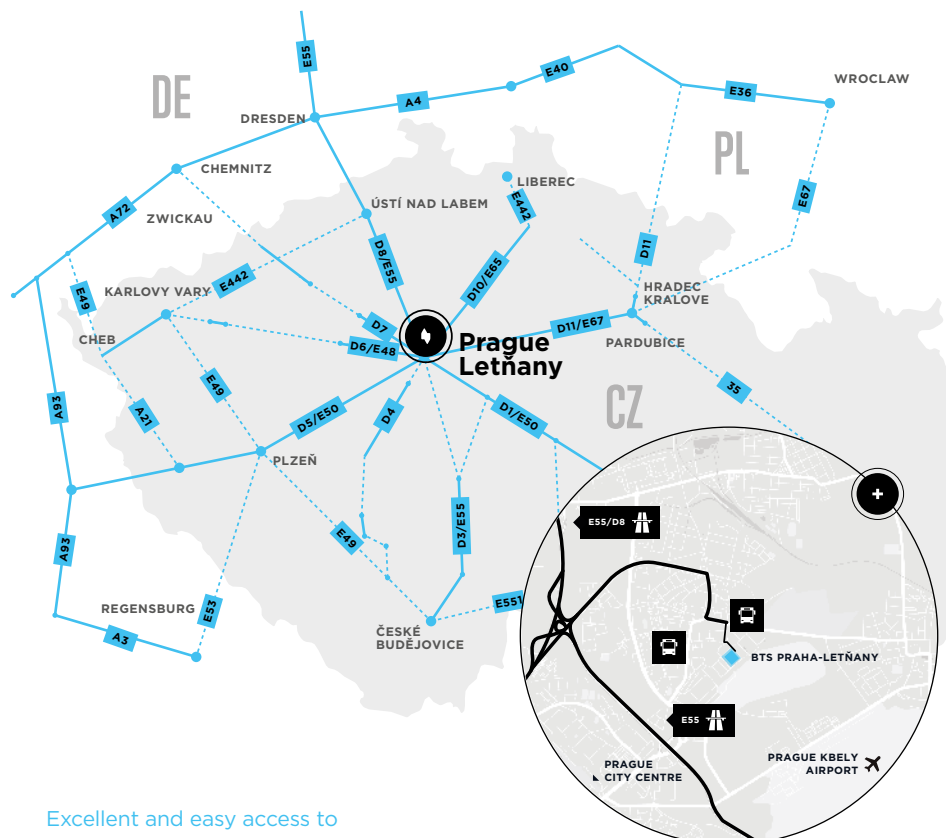 E55
DE
E40
WROCLAW
E36
A4
DRESDEN
PL
CHEMNITZ
LIBEREC
E442
E67
A72
ZWICKAU
ÚSTÍ NAD LABEM
D11
D8/E55
E442
D10/E65
E49
KARLOVY VARY
HRADEC
KRALOVE
D7
D11/E67
CHEB
D6/E48
Prague
Letňany
PARDUBICE
E49
35
A93
A21
D5/E50
D4
D1/E50
CZ
PLZEŇ
+
E55/D8
D3/E55
E49
A93
REGENSBURG
E53
E551
A3
ČESKÉ
BUDĚJOVICE
BTS PRAHA-LETŇANY
E55
PRAGUE
CITY CENTRE
PRAGUE KBELY
AIRPORT
Excellent and easy access to